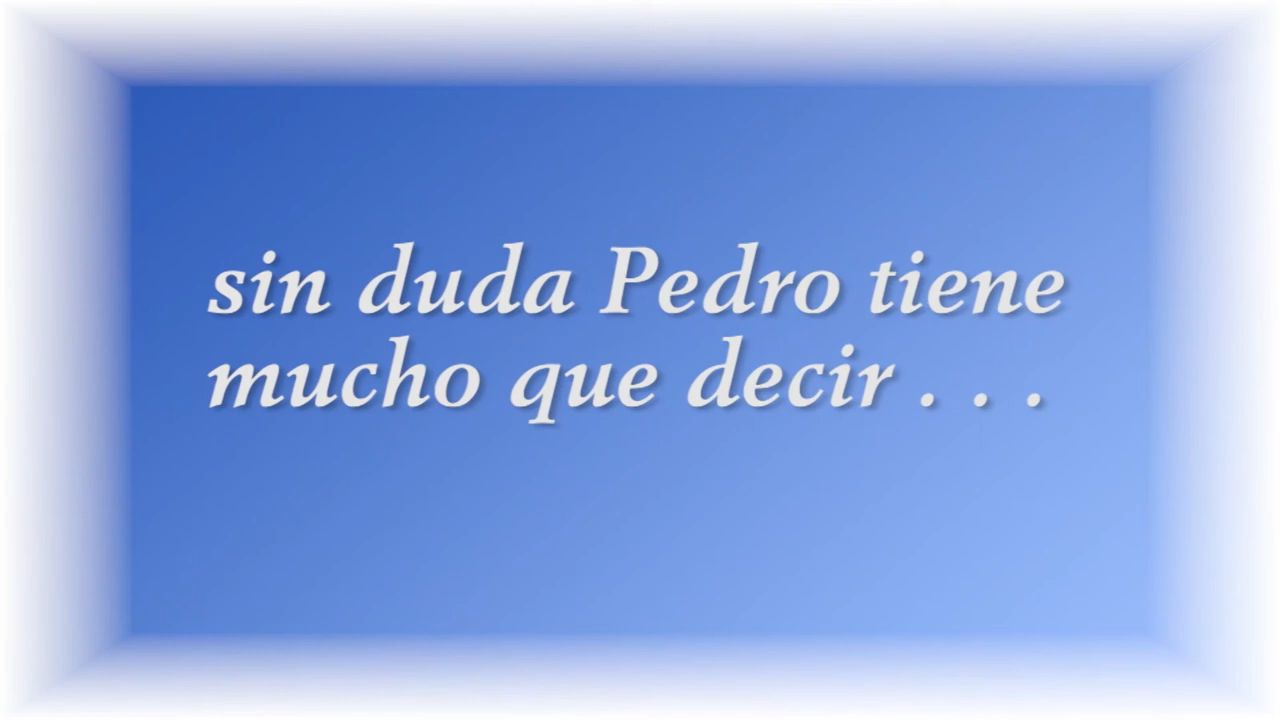 sin duda Pedro tiene
mucho que decir . . .